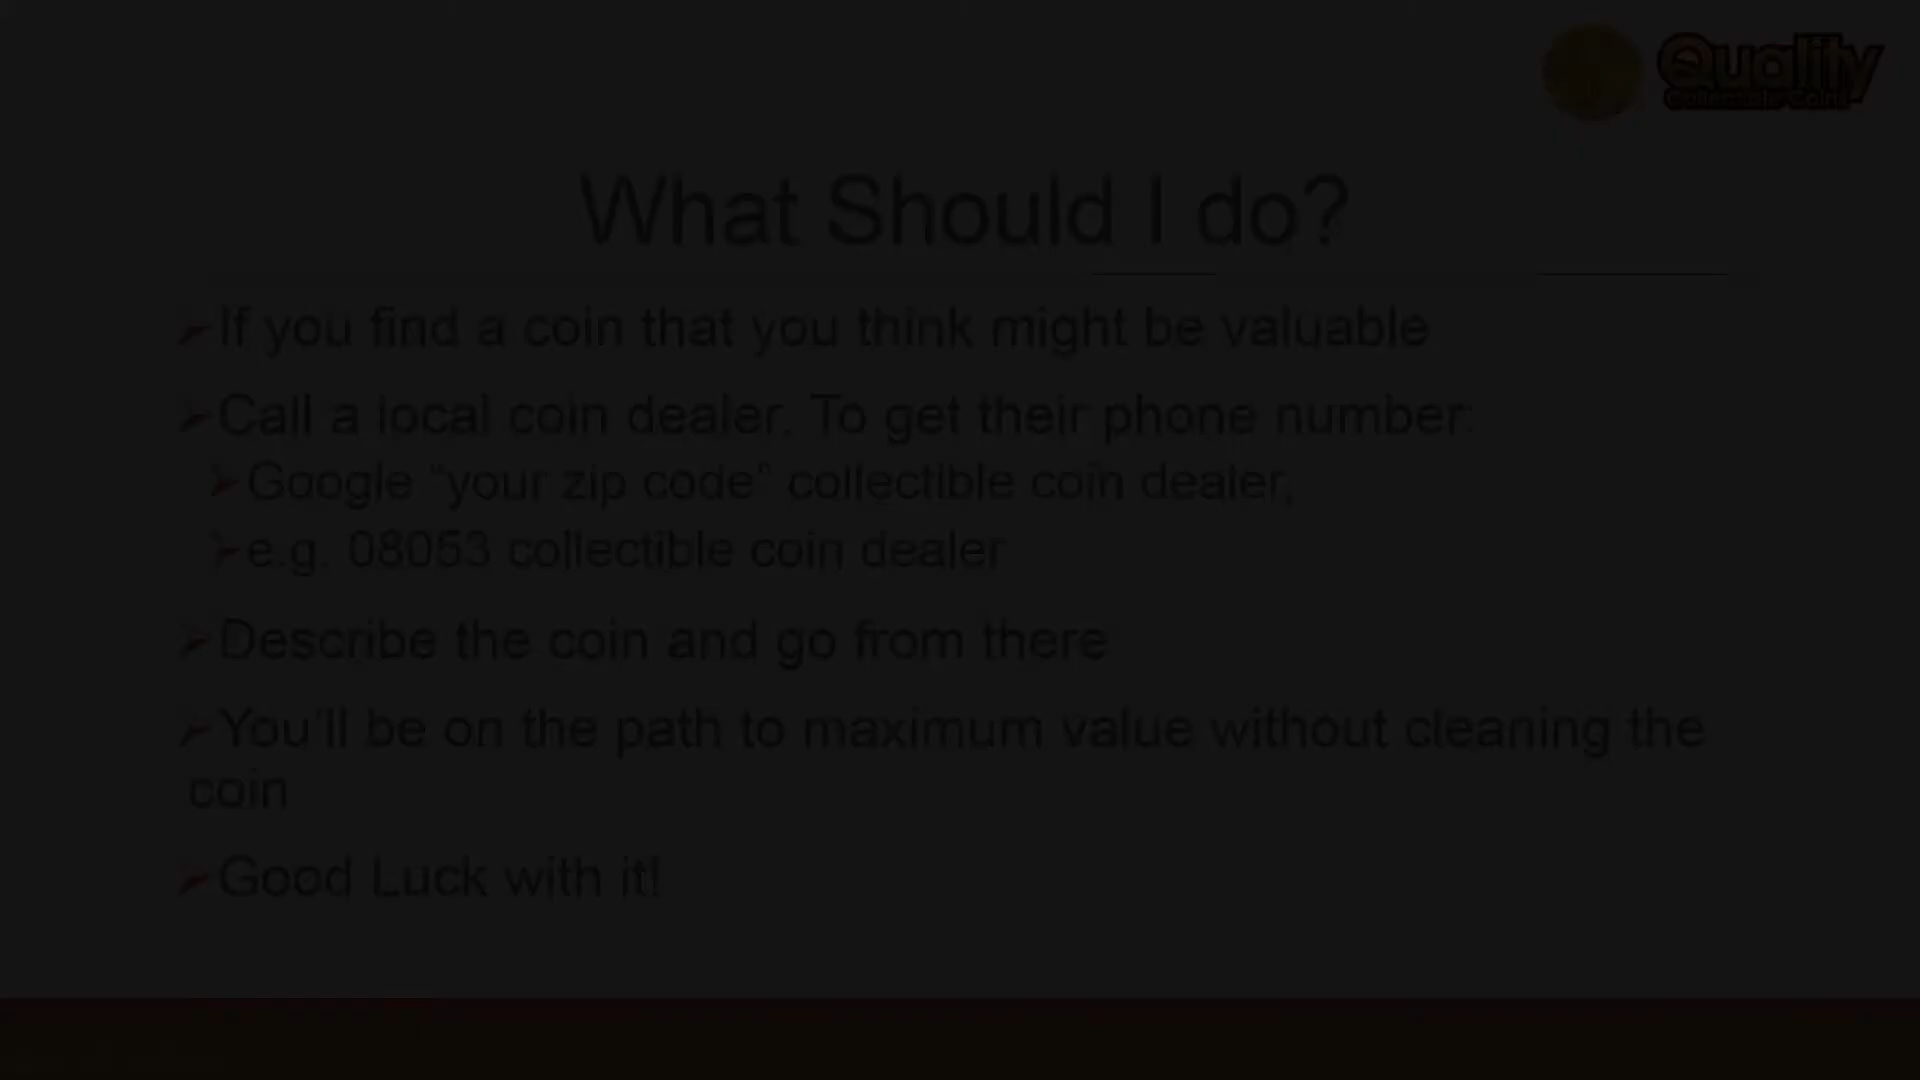 Quality
Collectible Coins
What Should I do?
➢If you find a coin that you think might be valuable
➢Call a local coin dealer. To get their phone number:
➢Google “your zip code” collectible coin dealer,
➢e.g. 08053 collectible coin dealer
➢Describe the coin and go from there
➢You’ll be on the path to maximum value without cleaning the
coin
➢Good Luck with it!